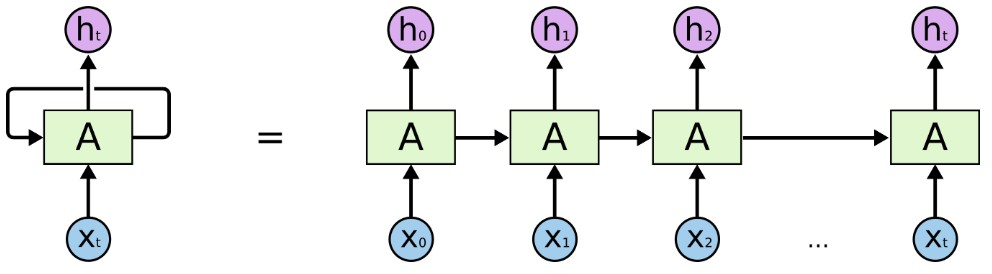 ht h0 h1 h2 ht
A = A A A A
xt x0 x1 x2 ... xt